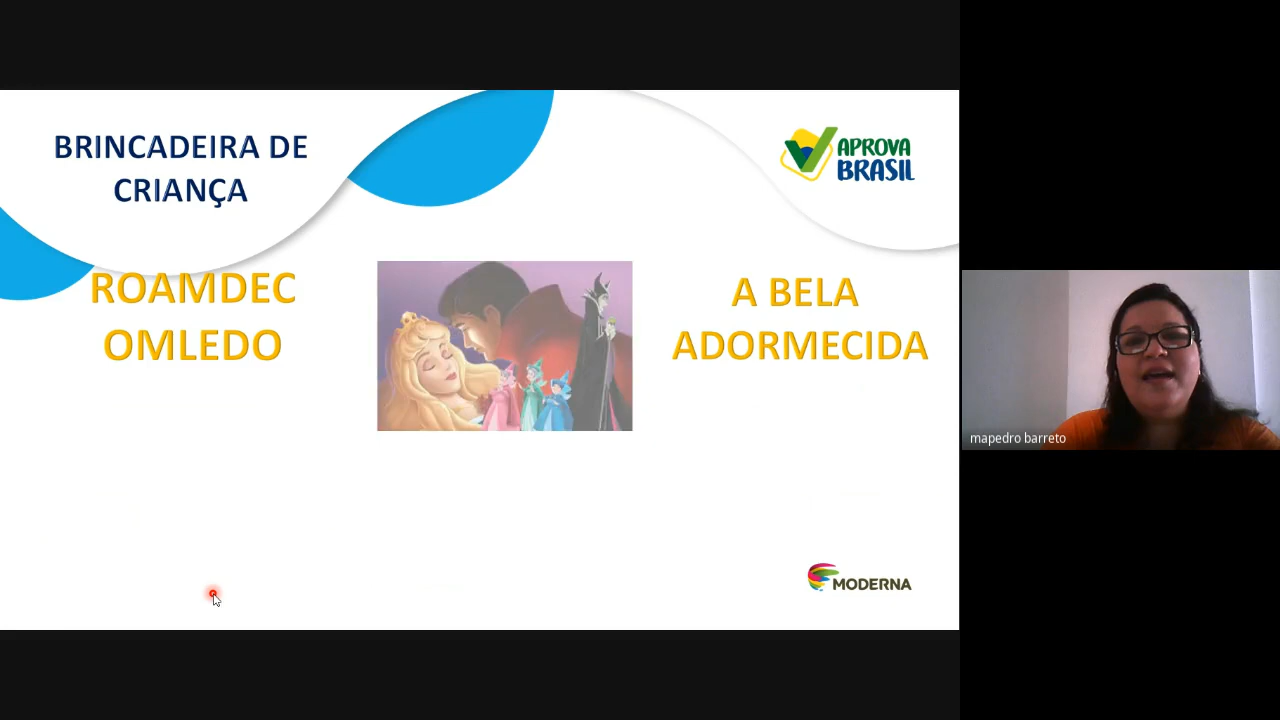 BRINCADEIRA DE
CRIANÇA
APROVA
BRASIL
ROAMDEC
OMLEDO
A BELA
ADORMECIDA
mapedro barreto
MODERNA